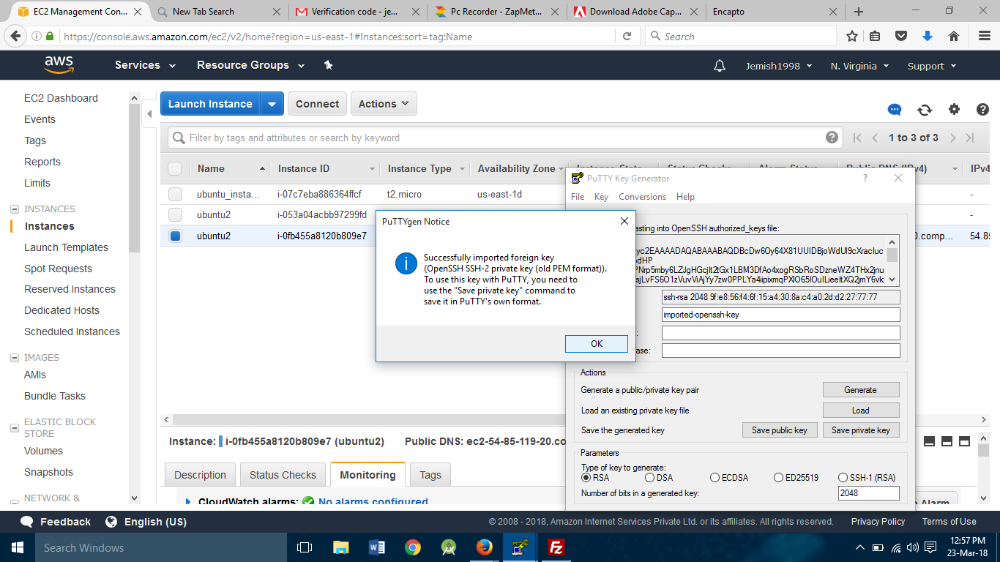 EC2 Management Con...
New Tab Search
Verification code - je...
Pc Recorder - ZapMet...
Download Adobe Cap...
Encapto
https://console.aws.amazon.com/ec2/v2/home?region=us-east-1#Instances:sort=tag:Name
Search
aws
Services
Resource Groups
Jemish1998
N. Virginia
Support
EC2 Dashboard
Events
Tags
Reports
Limits
INSTANCES
Instances
Launch Templates
Spot Requests
Reserved Instances
Dedicated Hosts
Scheduled Instances
IMAGES
AMIs
Bundle Tasks
ELASTIC BLOCK
STORE
Volumes
Snapshots
NETWORK &
Launch Instance
Connect
Actions
Filter by tags and attributes or search by keyword
1 to 3 of 3
Name
Instance ID
Instance Type
Availability Zone
Instance State
Status Checks
Alarm Status
Public DNS (IPv4)
IPv4
ubuntu_insta...
i-07c7eba886364ffcf
t2.micro
us-east-1d
-
ubuntu2
i-053a04acbb97299fd
-
ubuntu2
i-0fb455a8120b809e7
0.comp...
54.85
PuTTYgen Notice
Successfully imported foreign key
(OpenSSH SSH-2 private key (old PEM format)).
To use this key with PuTTY, you need to
use the "Save private key" command to
save it in PuTTY's own format.
OK
PuTTY Key Generator
?
File
Key
Conversions
Help
asting into OpenSSH authorized_keys file:
ssh-rsa 2048 9f:e8:56:f4:6f:15:a4:30:8a:c4:a0:2d:d2:27:77:77
imported-openssh-key
ase:
Actions
Generate a public/private key pair
Generate
Load an existing private key file
Load
Save the generated key
Save public key
Save private key
Parameters
Type of key to generate:
RSA
DSA
ECDSA
ED25519
SSH-1 (RSA)
Number of bits in a generated key:
2048
Instance:
i-0fb455a8120b809e7 (ubuntu2)
Public DNS: ec2-54-85-119-20.co
Description
Status Checks
Monitoring
Tags
CloudWatch alarms:
No alarms configured
Alarm
Feedback
English (US)
© 2008 - 2018, Amazon Internet Services Private Ltd. or its affiliates. All rights reserved.
Privacy Policy
Terms of Use
Search Windows
12:57 PM
23-Mar-18